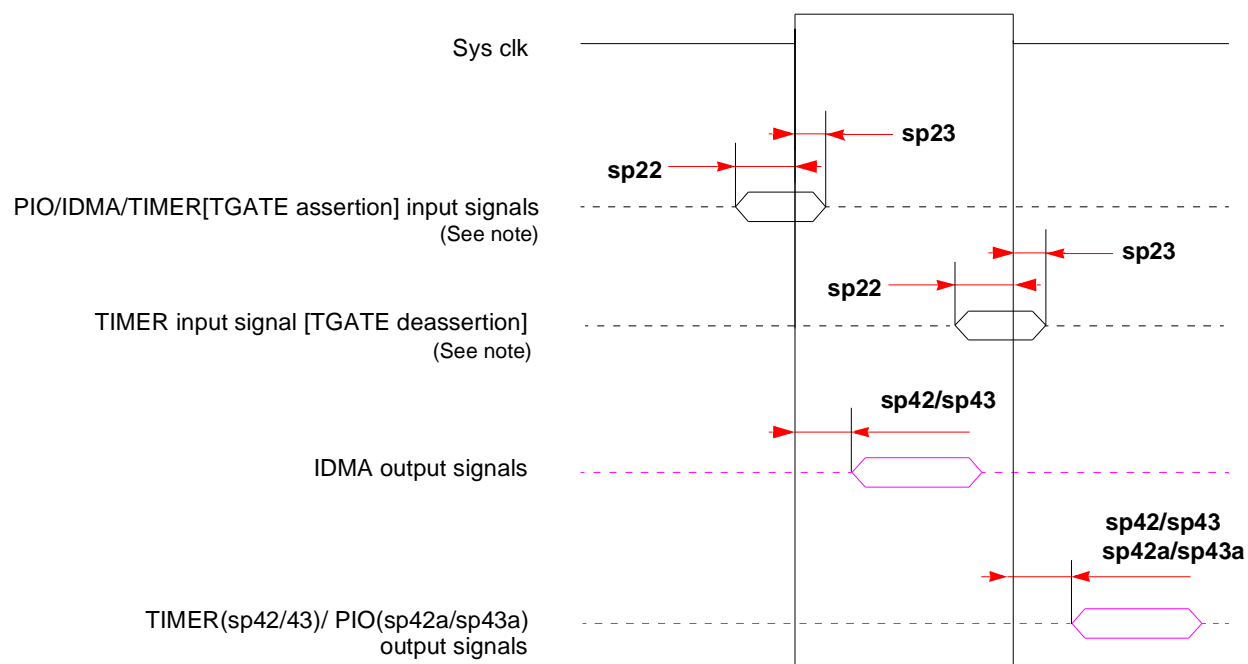 Sys clk
sp23
sp22
PIO/IDMA/TIMER[TGATE assertion] input signals
(See note)
sp23
sp22
TIMER input signal [TGATE deassertion]
(See note)
sp42/sp43
IDMA output signals
sp42/sp43
sp42a/sp43a
TIMER(sp42/43)/ PIO(sp42a/sp43a)
output signals